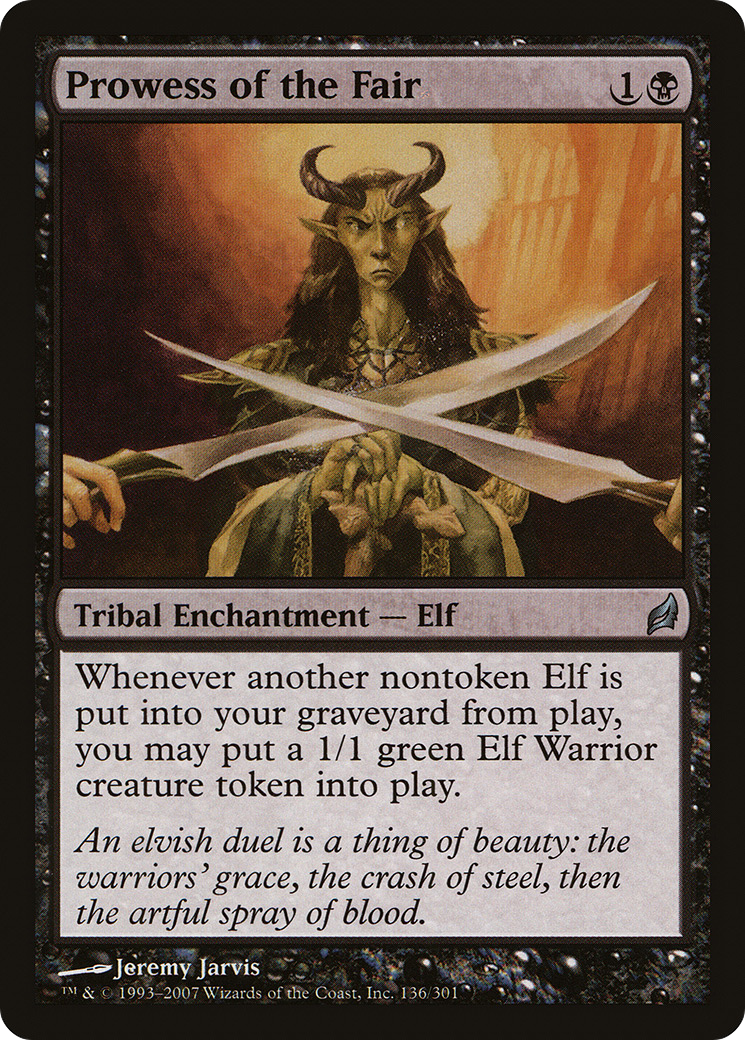 Prowess of the Fair 1
Tribal Enchantment — Elf
Whenever another nontoken Elf is
put into your graveyard from play,
you may put a 1/1 green Elf Warrior
creature token into play.
An elvish duel is a thing of beauty: the
warriors' grace, the crash of steel, then
the artful spray of blood.
Jeremy Jarvis
™ & © 1993–2007 Wizards of the Coast, Inc. 136/301